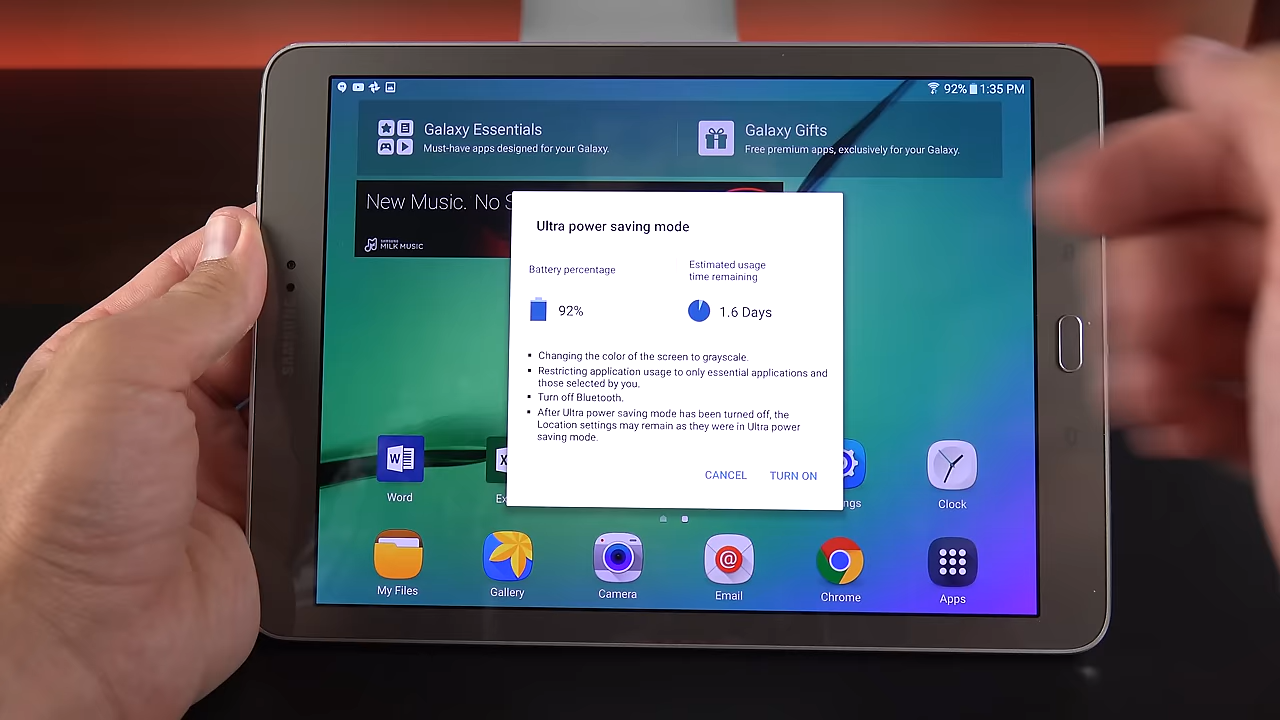 92% 1:35 PM
Galaxy Essentials
Must-have apps designed for your Galaxy.
Galaxy Gifts
Free premium apps, exclusively for your Galaxy.
New Music. No S
SAMSUNG
MILK MUSIC
Ultra power saving mode
Battery percentage
92%
Estimated usage
time remaining
1.6 Days
Changing the color of the screen to grayscale.
Restricting application usage to only essential applications and
those selected by you.
Turn off Bluetooth.
After Ultra power saving mode has been turned off, the
Location settings may remain as they were in Ultra power
saving mode.
CANCEL TURN ON
W
Word
X
Ex
ngs
Clock
My Files
Gallery
Camera
@
Email
Chrome
Apps
SAMSUNG